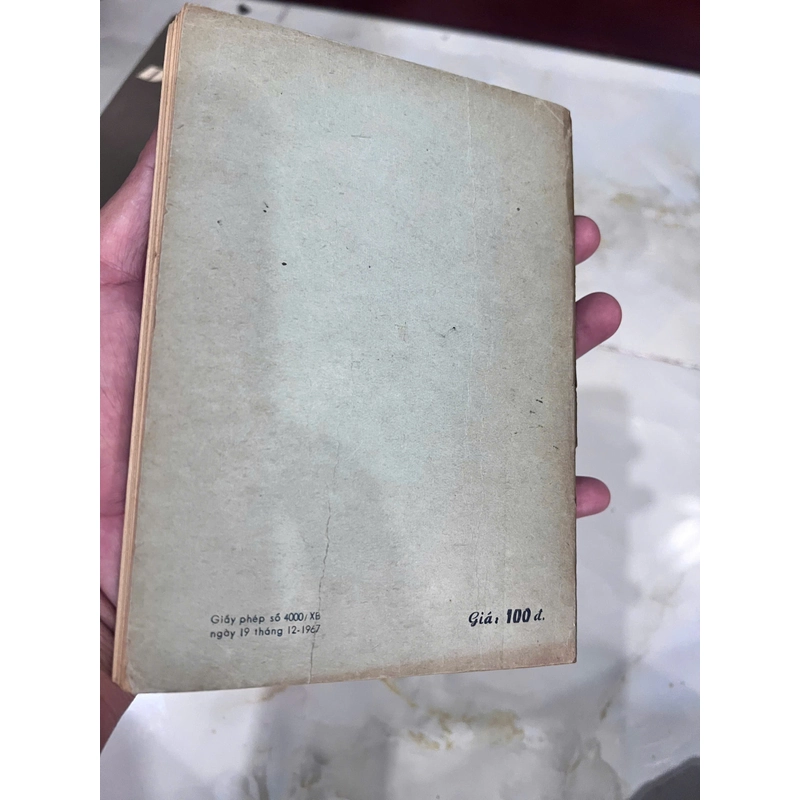 Giấy phép số 4000/XB
ngày 19 tháng 12-1967
Giá: 100 đ.